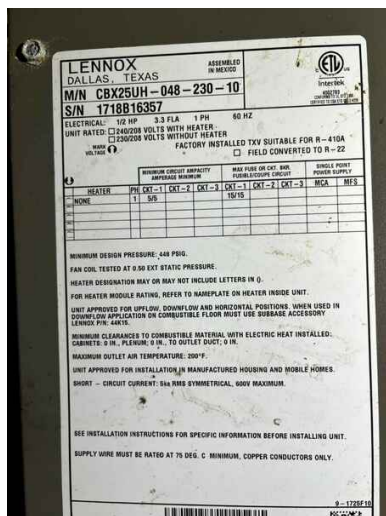 LENNOX
DALLAS, TEXAS
ASSEMBLED
IN MEXICO
ETL
Intertek
M/N CBX25UH-048-230-10
S/N 1718B16357
ELECTRICAL: 1/2 HP 3.3 FLA 1 PH 60 HZ
UNIT RATED: 240/208 VOLTS WITH HEATER
230/208 VOLTS WITHOUT HEATER
MARK
VOLTAGE
FACTORY INSTALLED TXV SUITABLE FOR R-410A
FIELD CONVERTED TO R-22
MINIMUM CIRCUIT AMPACITY
AMPERAGE MINIMUM
MAX FUSE OR CKT. BKR.
FUSIBLE/COUPE CIRCUIT
SINGLE POINT
POWER SUPPLY
HEATER PH CKT-1 CKT-2 CKT-3 CKT-1 CKT-2 CKT-3 MCA MFS
NONE 1 5/5 15/15
MINIMUM DESIGN PRESSURE; 446 PSIG.
FAN COIL TESTED AT 0.50 EXT STATIC PRESSURE.
HEATER DESIGNATION MAY OR MAY NOT INCLUDE LETTERS IN ().
FOR HEATER MODULE RATING, REFER TO NAMEPLATE ON HEATER INSIDE UNIT.
UNIT APPROVED FOR UPFLOW, DOWNFLOW AND HORIZONTAL POSITIONS. WHEN USED IN
DOWNFLOW APPLICATION ON COMBUSTIBLE FLOOR MUST USE SUBBASE ACCESSORY
LENNOX P/N: 44K15.
MINIMUM CLEARANCES TO COMBUSTIBLE MATERIAL WITH ELECTRIC HEAT INSTALLED:
CABINETS: 0 IN., PLENUM; 0 IN., TO OUTLET DUCT; 0 IN.
MAXIMUM OUTLET AIR TEMPERATURE: 200°F.
UNIT APPROVED FOR INSTALLATION IN MANUFACTURED HOUSING AND MOBILE HOMES.
SHORT - CIRCUIT CURRENT: 5ka RMS SYMMETRICAL, 600V MAXIMUM.
SEE INSTALLATION INSTRUCTIONS FOR SPECIFIC INFORMATION BEFORE INSTALLING UNIT.
SUPPLY WIRE MUST BE RATED AT 75 DEG. C MINIMUM, COPPER CONDUCTORS ONLY.
9-1725F10